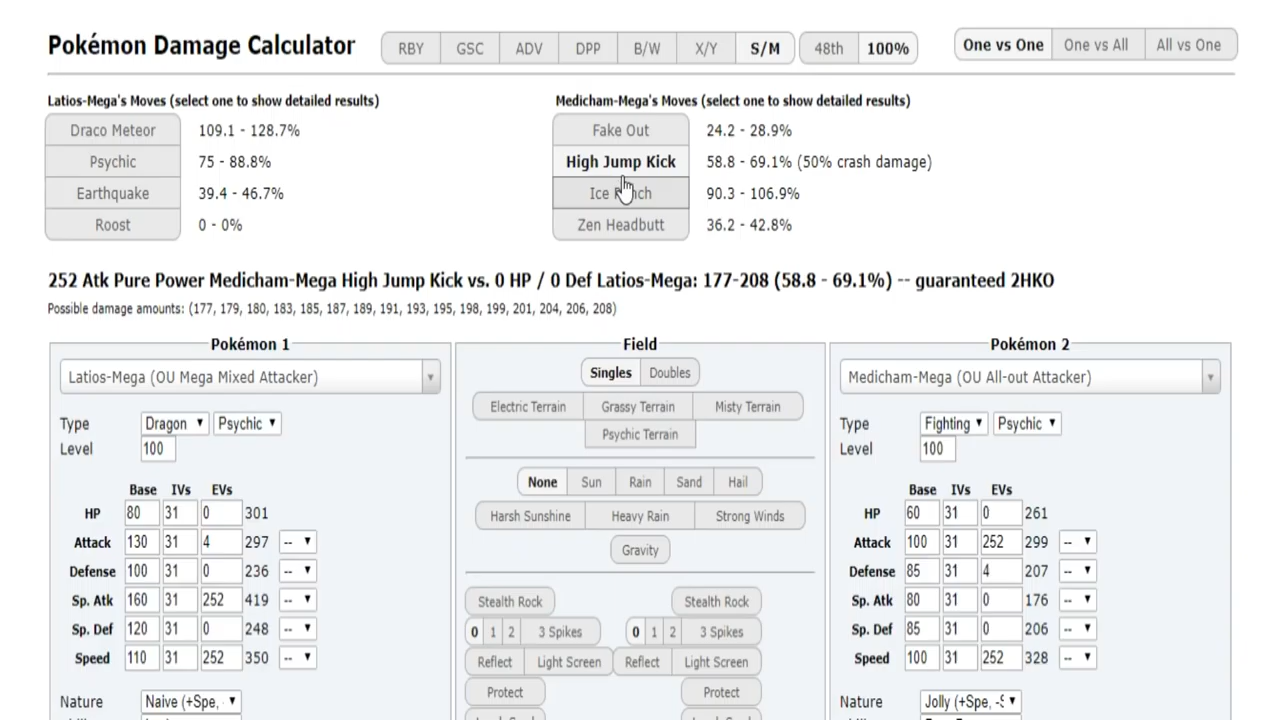 Pokémon Damage Calculator RBY GSC ADV DPP B/W X/Y S/M 48th 100% One vs One One vs All All vs One
Latios-Mega's Moves (select one to show detailed results)
Draco Meteor 109.1 - 128.7%
Psychic 75 - 88.8%
Earthquake 39.4 - 46.7%
Roost 0 - 0%
Medicham-Mega's Moves (select one to show detailed results)
Fake Out 24.2 - 28.9%
High Jump Kick 58.8 - 69.1% (50% crash damage)
Ice 90.3 - 106.9%
Zen Headbutt 36.2 - 42.8%
252 Atk Pure Power Medicham-Mega High Jump Kick vs. 0 HP / 0 Def Latios-Mega: 177-208 (58.8 - 69.1%) -- guaranteed 2HKO
Possible damage amounts: (177, 179, 180, 183, 185, 187, 189, 191, 193, 195, 198, 199, 201, 204, 206, 208)
Pokémon 1
Latios-Mega (OU Mega Mixed Attacker)
Type Dragon Psychic
Level 100
Base IVs EVs
HP 80 31 0 301
Attack 130 31 4 297 --
Defense 100 31 0 236 --
Sp. Atk 160 31 252 419 --
Sp. Def 120 31 0 248 --
Speed 110 31 252 350 --
Nature Naive (+Spe,
Field
Singles Doubles
Electric Terrain Grassy Terrain Misty Terrain
Psychic Terrain
None Sun Rain Sand Hail
Harsh Sunshine Heavy Rain Strong Winds
Gravity
Stealth Rock Stealth Rock
0 1 2 3 Spikes 0 1 2 3 Spikes
Reflect Light Screen Reflect Light Screen
Protect Protect
Pokémon 2
Medicham-Mega (OU All-out Attacker)
Type Fighting Psychic
Level 100
Base IVs EVs
HP 60 31 0 261
Attack 100 31 252 299 --
Defense 85 31 4 207 --
Sp. Atk 80 31 0 176 --
Sp. Def 85 31 0 206 --
Speed 100 31 252 328 --
Nature Jolly (+Spe,